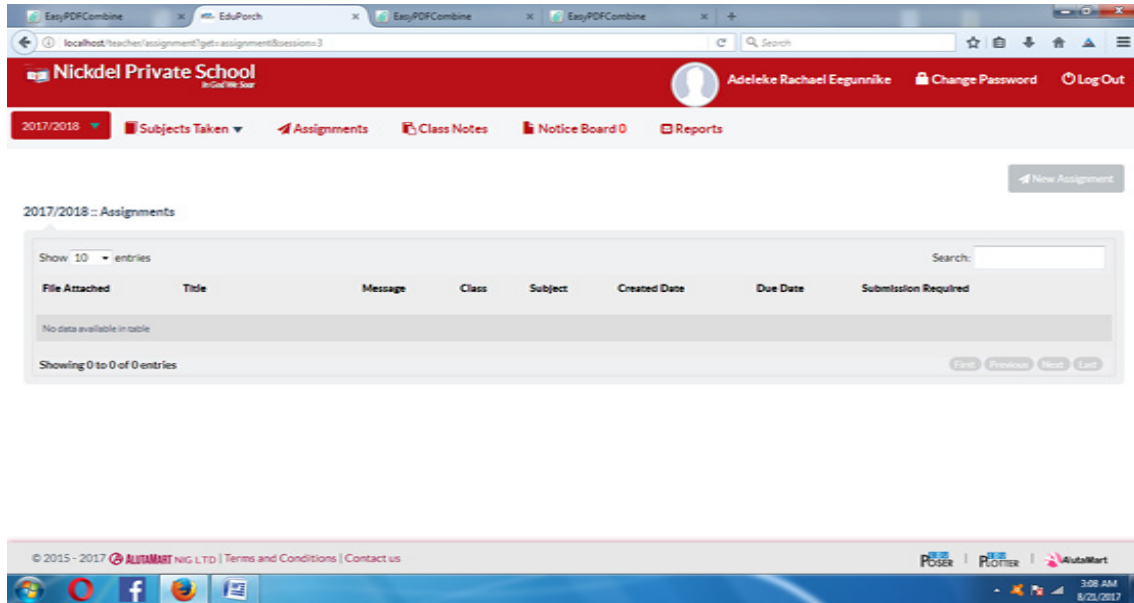 EasyPDFCombine
EduPorch
EasyPDFCombine
EasyPDFCombine
localhost/teacher/assignment?get=assignment&session=3
Search
Nickdel Private School
In God We Soar
Adeleke Rachael Eegunnike
Change Password
Log Out
2017/2018
Subjects Taken
Assignments
Class Notes
Notice Board 0
Reports
New Assignment
2017/2018 :: Assignments
Show 10 entries
Search:
File Attached Title Message Class Subject Created Date Due Date Submission Required
No data available in table
Showing 0 to 0 of 0 entries
First Previous Next Last
© 2015 - 2017 ALUTAMART NIG LTD | Terms and Conditions | Contact us
POSER | PLOTTER | AlutaMart
3:08 AM
8/21/2017